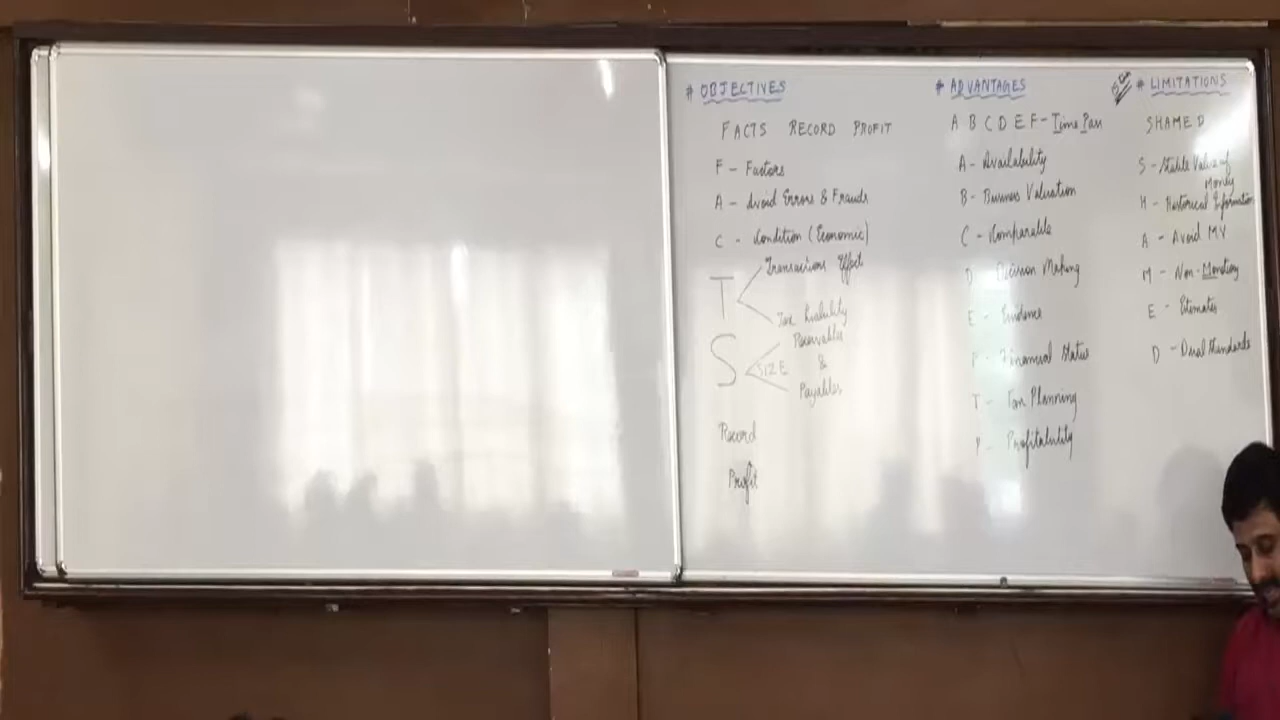 # OBJECTIVES
FACTS RECORD PROFIT
F - Factors
A - Avoid Errors & Frauds
C - Condition (Economic)
T
Transactions Effect
Tax Liability
S
SIZE
Receivables
&
Payables
Record
Profit
# ADVANTAGES
A B C D E F - Time Pass
A - Availability
B - Business Valuation
C - Comparable
D - Decision Making
E - Evidence
F - Financial Status
T - Tax Planning
P - Profitability
# LIMITATIONS
SHAMED
S - Stable Value of
Money
H - Historical Information
A - Avoid MV
M - Non-Monetary
E - Estimates
D - Dual Standards